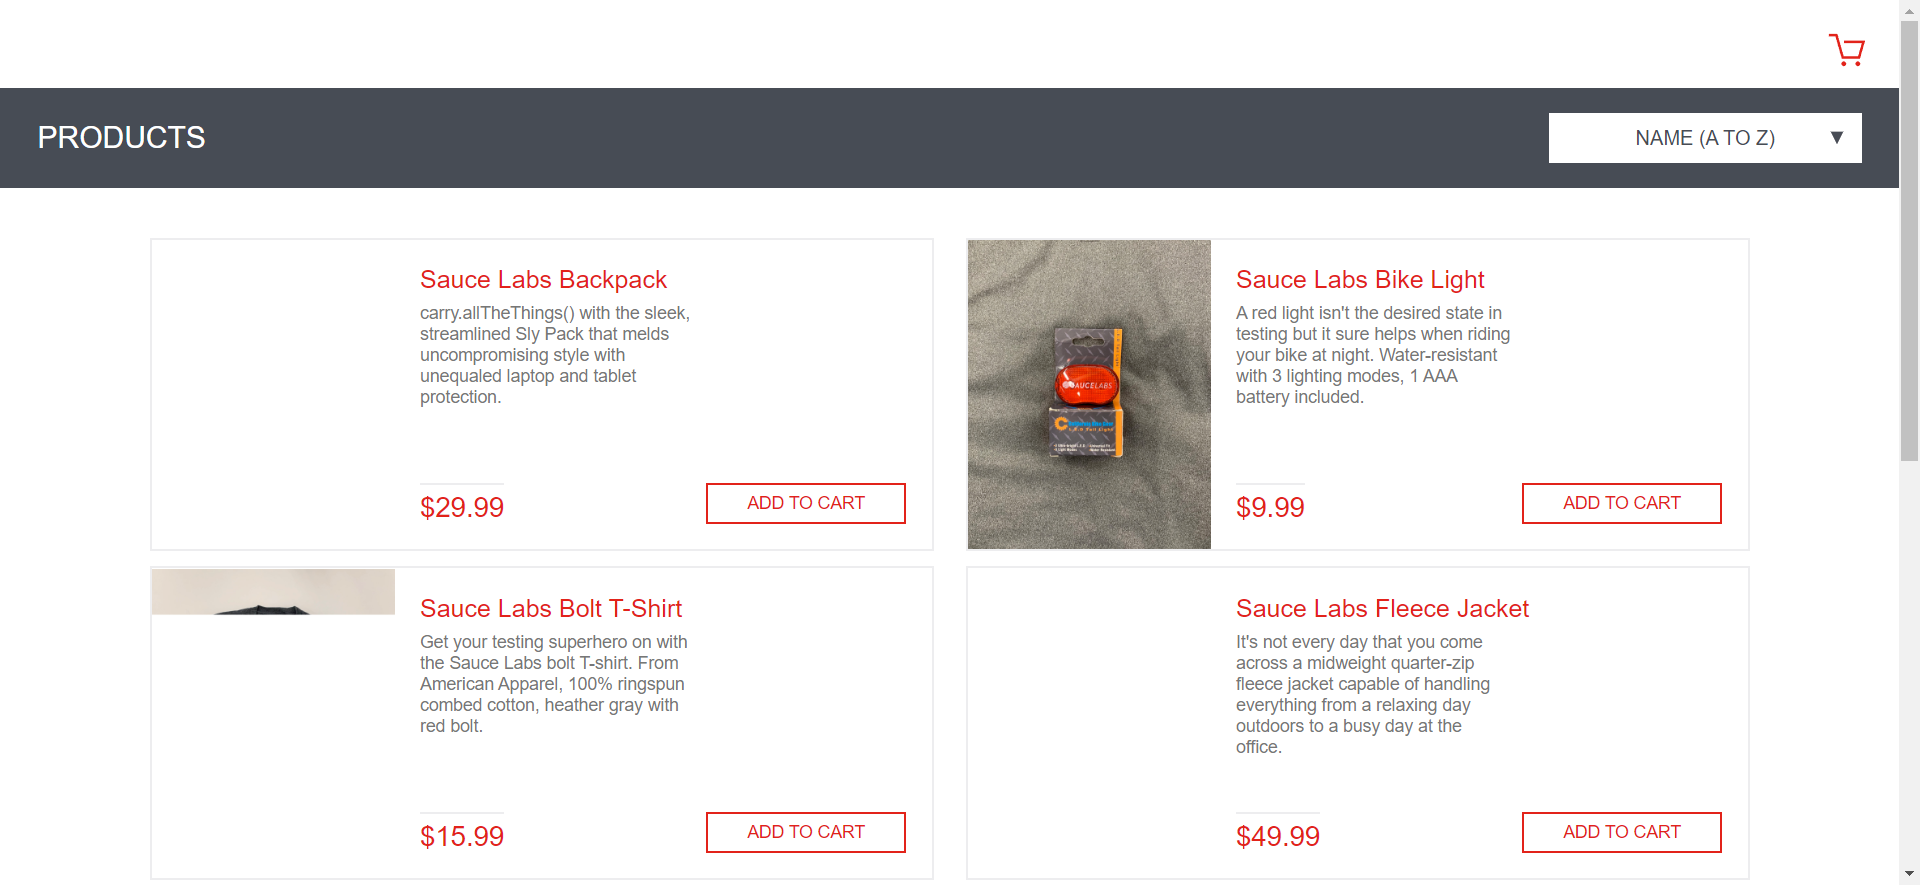 PRODUCTS
NAME (A TO Z)
Sauce Labs Backpack
carry.allTheThings() with the sleek,
streamlined Sly Pack that melds
uncompromising style with
unequaled laptop and tablet
protection.
$29.99
ADD TO CART
SAUCELABS
Sauce Labs Bike Light
A red light isn't the desired state in
testing but it sure helps when riding
your bike at night. Water-resistant
with 3 lighting modes, 1 AAA
battery included.
$9.99
ADD TO CART
Sauce Labs Bolt T-Shirt
Get your testing superhero on with
the Sauce Labs bolt T-shirt. From
American Apparel, 100% ringspun
combed cotton, heather gray with
red bolt.
$15.99
ADD TO CART
Sauce Labs Fleece Jacket
It's not every day that you come
across a midweight quarter-zip
fleece jacket capable of handling
everything from a relaxing day
outdoors to a busy day at the
office.
$49.99
ADD TO CART